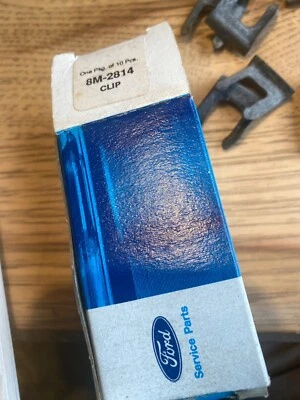 One Pkg. of 10 Pcs.
8M-2814
CLIP
Ford
Service Parts